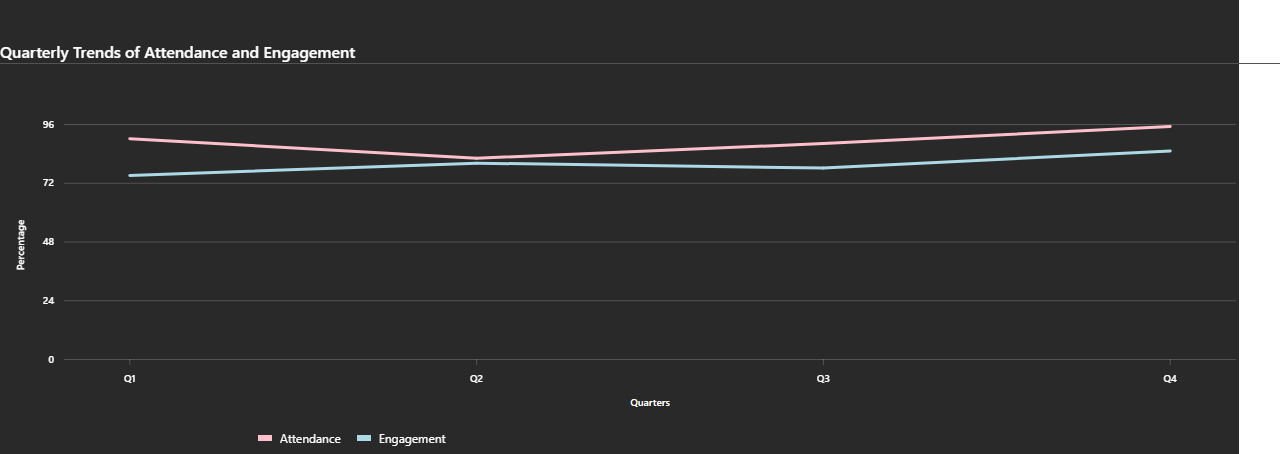 Quarterly Trends of Attendance and Engagement
96
72
48
24
0
Percentage
Q1 Q2 Q3 Q4
Quarters
Attendance Engagement